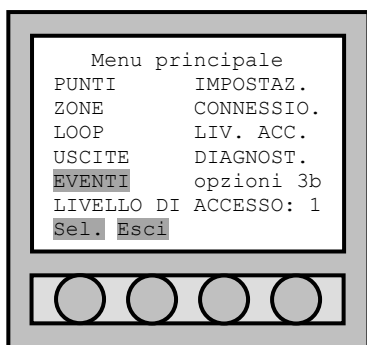 Menu principale
PUNTI IMPOSTAZ.
ZONE CONNESSIO.
LOOP LIV. ACC.
USCITE DIAGNOST.
EVENTI opzioni 3b
LIVELLO DI ACCESSO: 1
Sel. Esci